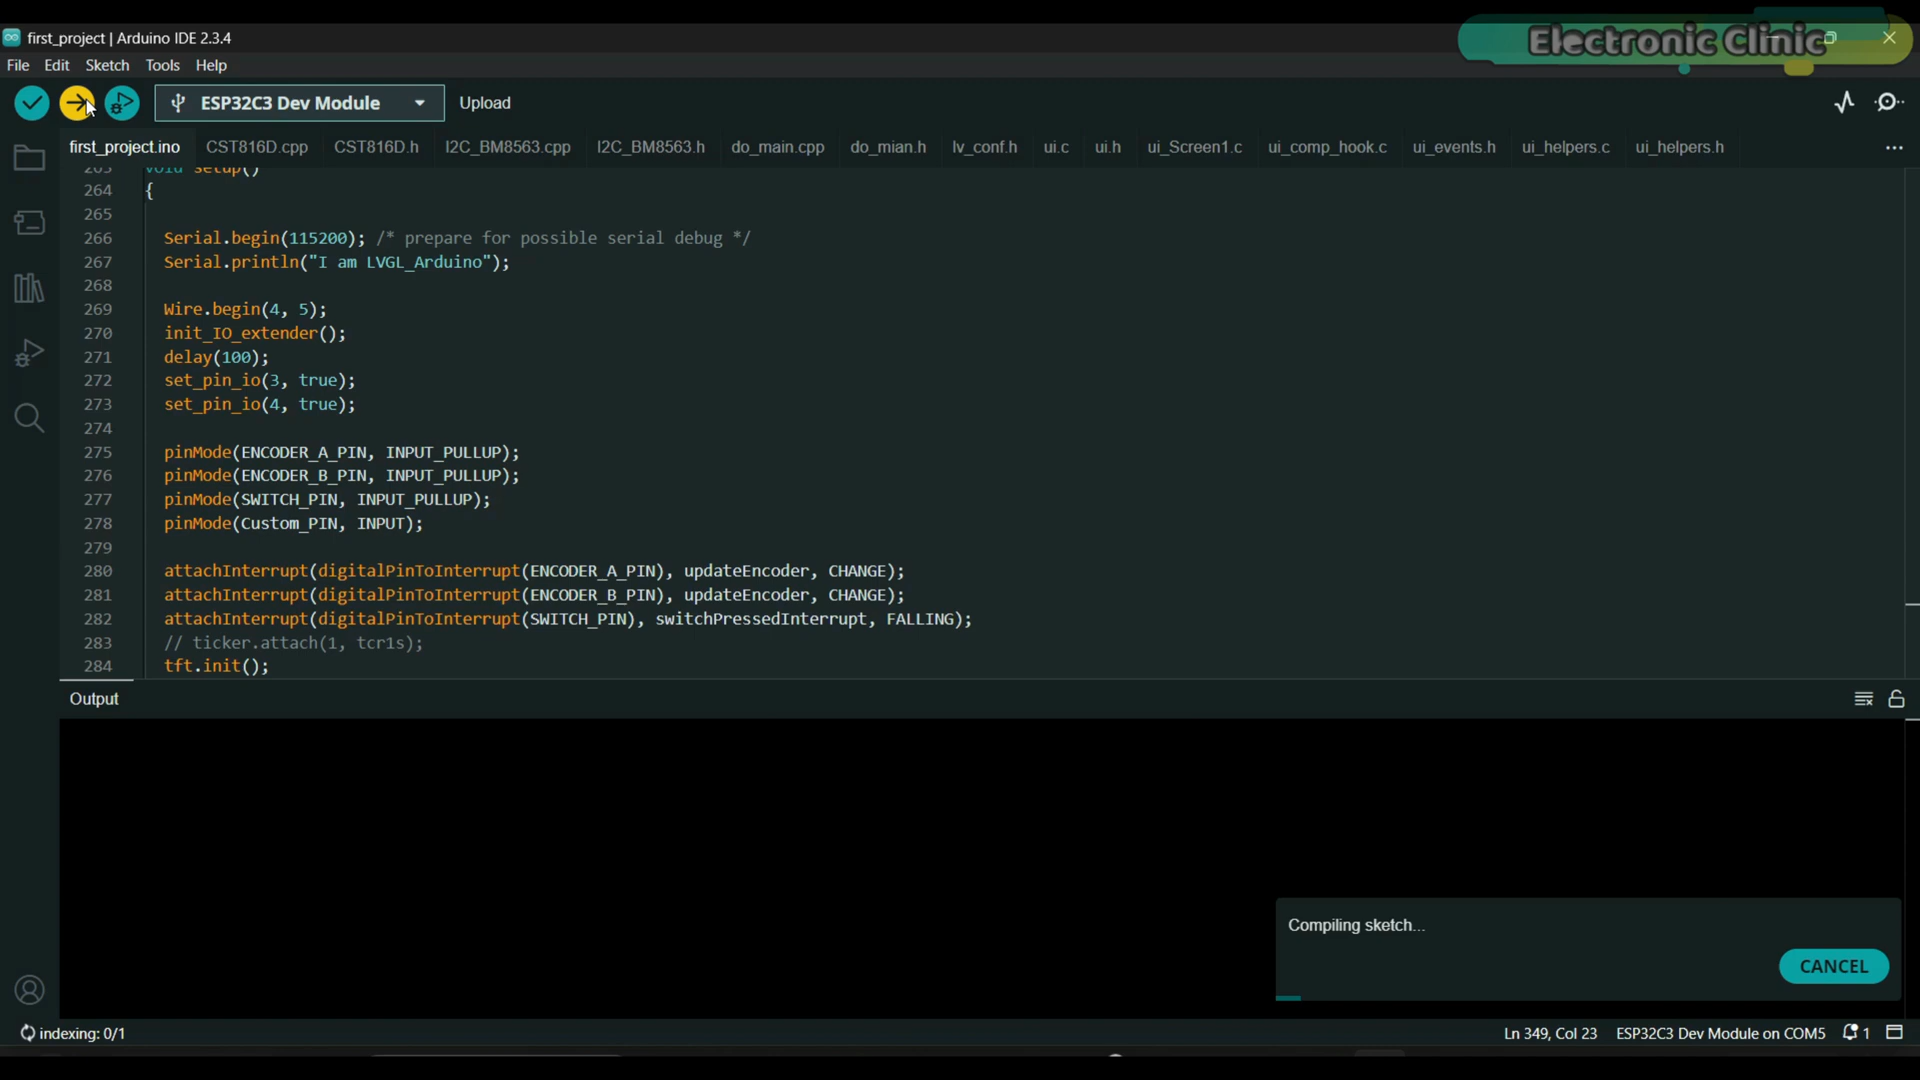 first_project | Arduino IDE 2.3.4
Electronic Clinic
File Edit Sketch Tools Help
ESP32C3 Dev Module Upload
first_project.ino CST816D.cpp CST816D.h I2C_BM8563.cpp I2C_BM8563.h do_main.cpp do_mian.h lv_conf.h ui.c ui.h ui_Screen1.c ui_comp_hook.c ui_events.h ui_helpers.c ui_helpers.h
263 void setup()
264 {
265
266 Serial.begin(115200); /* prepare for possible serial debug */
267 Serial.println("I am LVGL_Arduino");
268
269 Wire.begin(4, 5);
270 init_IO_extender();
271 delay(100);
272 set_pin_io(3, true);
273 set_pin_io(4, true);
274
275 pinMode(ENCODER_A_PIN, INPUT_PULLUP);
276 pinMode(ENCODER_B_PIN, INPUT_PULLUP);
277 pinMode(SWITCH_PIN, INPUT_PULLUP);
278 pinMode(Custom_PIN, INPUT);
279
280 attachInterrupt(digitalPinToInterrupt(ENCODER_A_PIN), updateEncoder, CHANGE);
281 attachInterrupt(digitalPinToInterrupt(ENCODER_B_PIN), updateEncoder, CHANGE);
282 attachInterrupt(digitalPinToInterrupt(SWITCH_PIN), switchPressedInterrupt, FALLING);
283 // ticker.attach(1, tcr1s);
284 tft.init();
Output
Compiling sketch...
CANCEL
indexing: 0/1 Ln 349, Col 23 ESP32C3 Dev Module on COM5 1